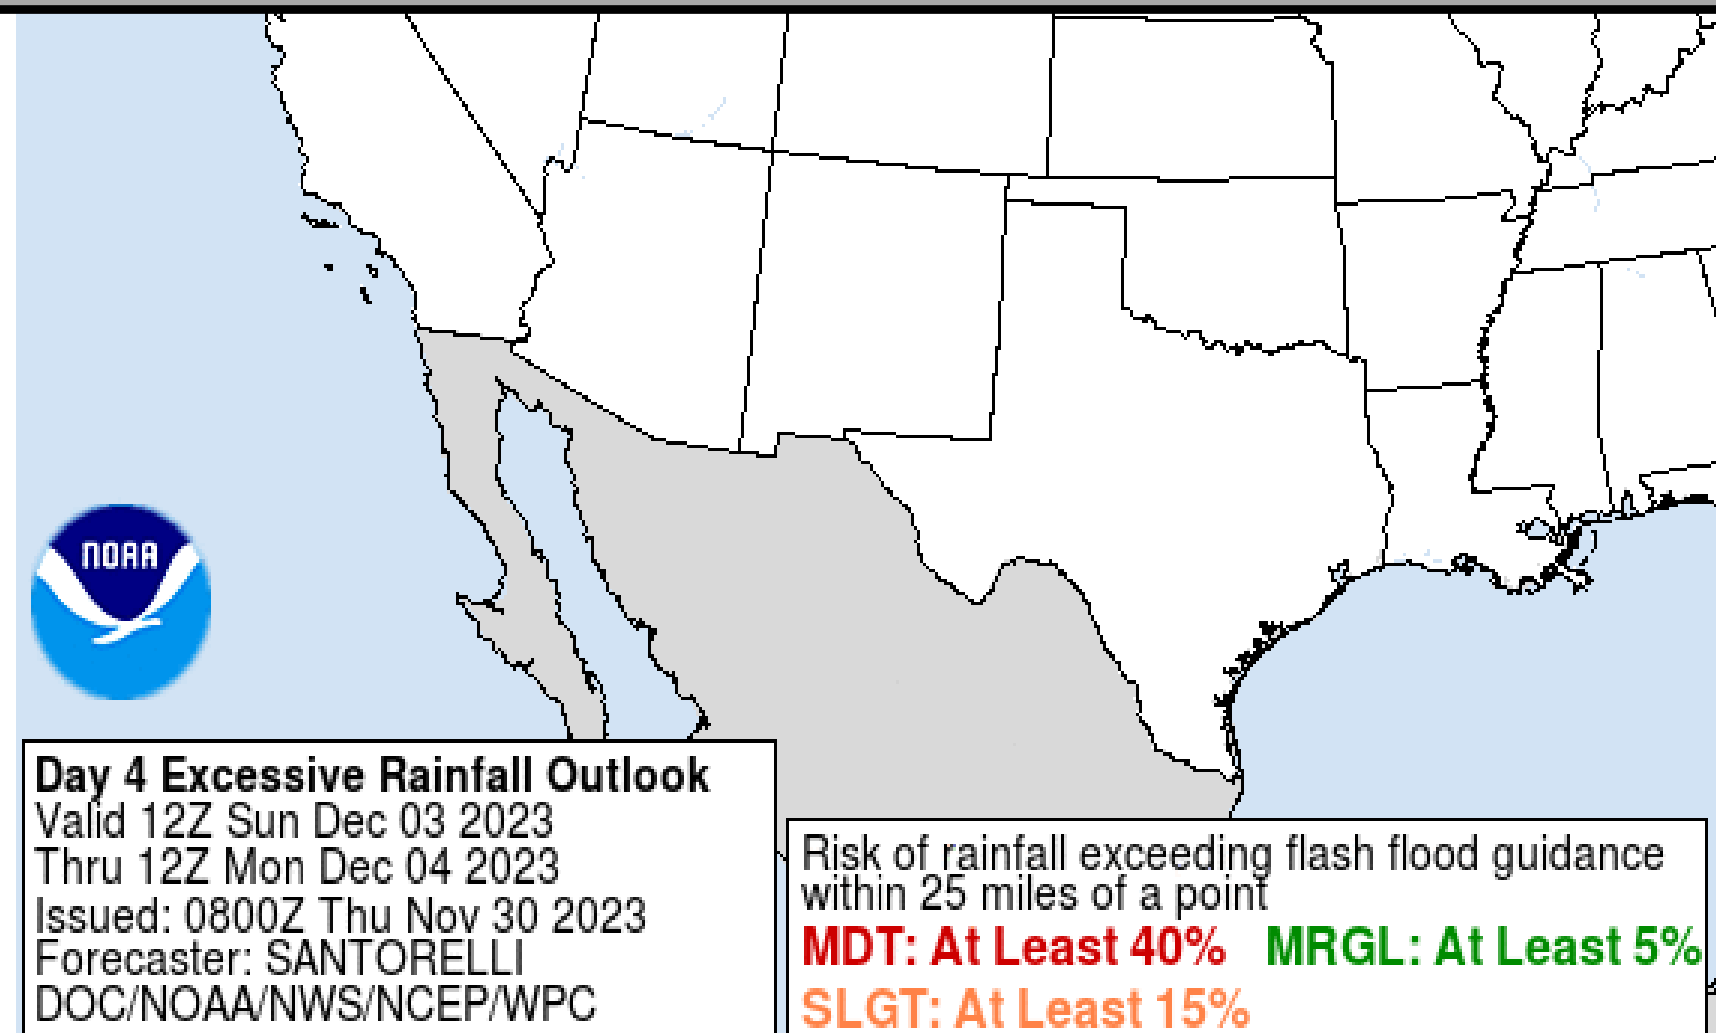 NOAA
Day 4 Excessive Rainfall Outlook
Valid 12Z Sun Dec 03 2023
Thru 12Z Mon Dec 04 2023
Issued: 0800Z Thu Nov 30 2023
Forecaster: SANTORELLI
DOC/NOAA/NWS/NCEP/WPC
Risk of rainfall exceeding flash flood guidance
within 25 miles of a point
MDT: At Least 40% MRGL: At Least 5%
SLGT: At Least 15%